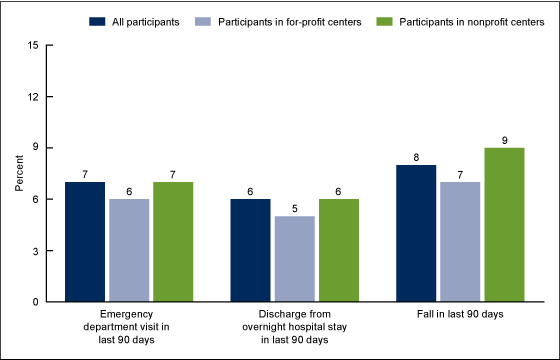 All participants Participants in for-profit centers Participants in nonprofit centers
15
12
9
6
3
0
Percent
7 6 7
6 5 6
8 7 9
Emergency
department visit in
last 90 days
Discharge from
overnight hospital stay
in last 90 days
Fall in last 90 days